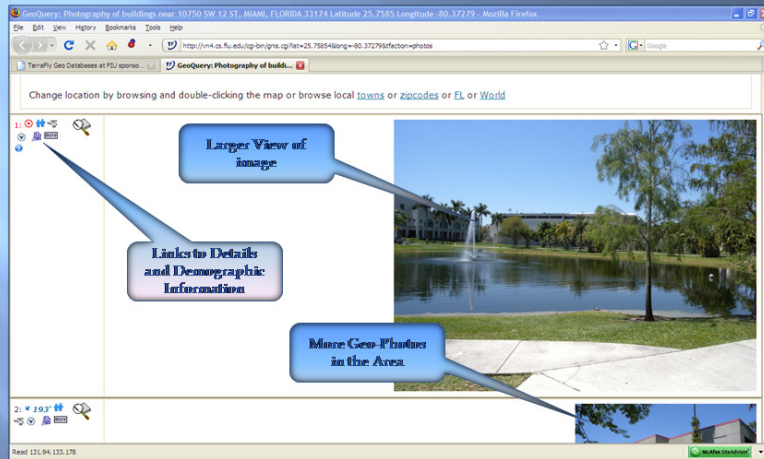 GeoQuery: Photography of buildings near 10750 SW 12 ST, MIAMI, FLORIDA 33174 Latitude 25.7585 Longitude -80.37279 - Mozilla Firefox
File Edit View History Bookmarks Tools Help
http://vn4.cs.fiu.edu/cgi-bin/gnis.cgi?lat=25.7585&long=-80.37279&tfaction=photos
Google
TerraFly Geo Databases at FIU sponso...
GeoQuery: Photography of buildi...
Change location by browsing and double-clicking the map or browse local towns or zipcodes or FL or World
1:
more
Larger View of
image
Links to Details
and Demographic
Information
More Geo-Photos
in the Area
2: 193'
more
Read 131.94.133.178
McAfee SiteAdvisor